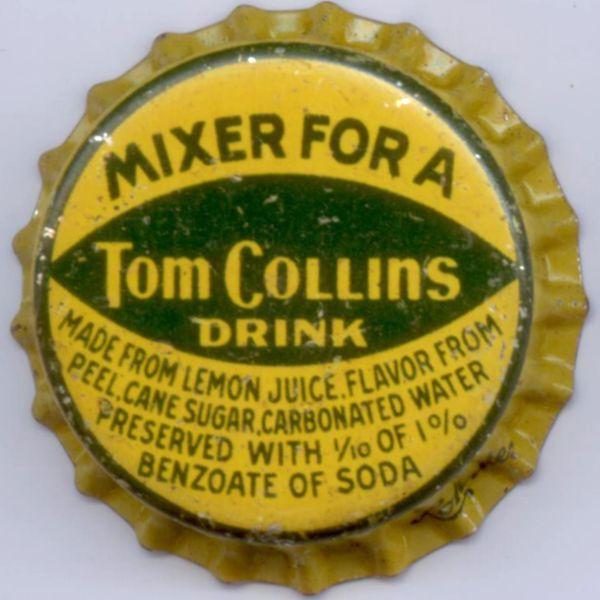 MIXER FOR A
TOM COLLINS
DRINK
MADE FROM LEMON JUICE.FLAVOR FROM
PEEL,CANE SUGAR,CARBONATED WATER
PRESERVED WITH 1/10 OF 1%
BENZOATE OF SODA